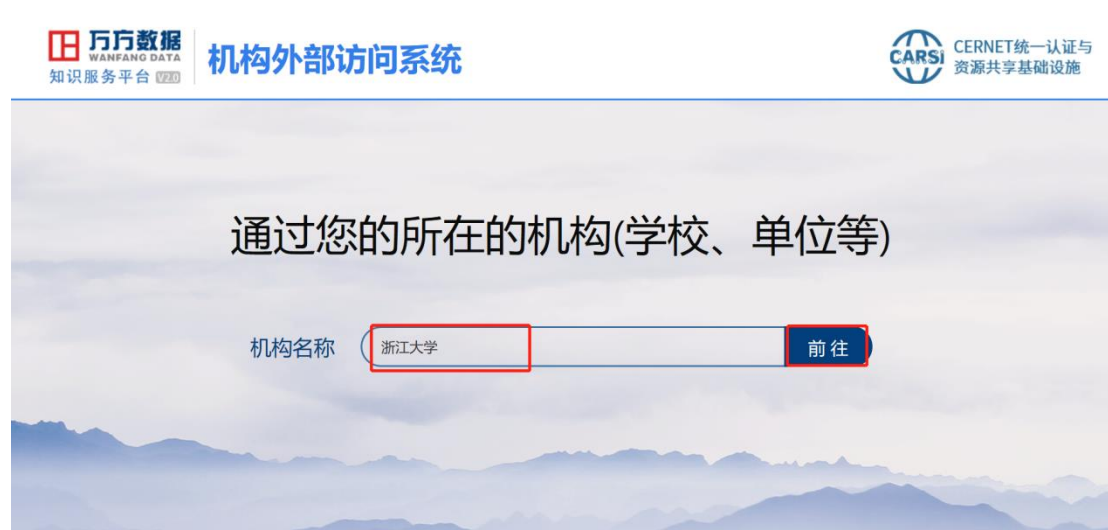 万方数据
WANFANG DATA
知识服务平台 V2.0
机构外部访问系统
CARSI
CERNET统一认证与
资源共享基础设施
通过您的所在的机构(学校、单位等)
机构名称 浙江大学 前往